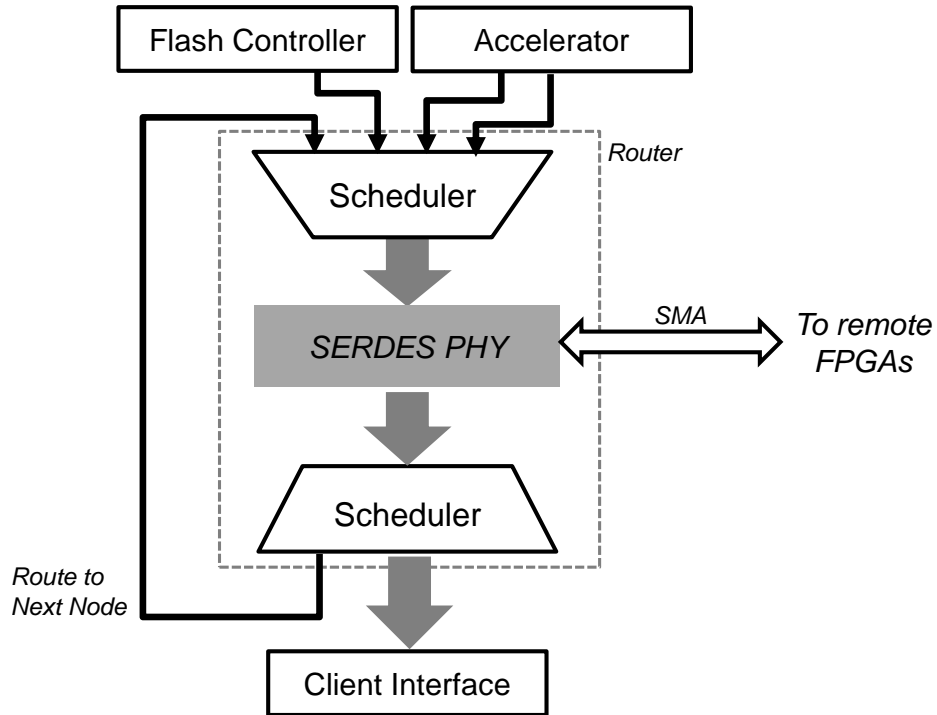 Flash Controller
Accelerator
Router
Scheduler
SERDES PHY
SMA
To remote
FPGAs
Scheduler
Route to
Next Node
Client Interface